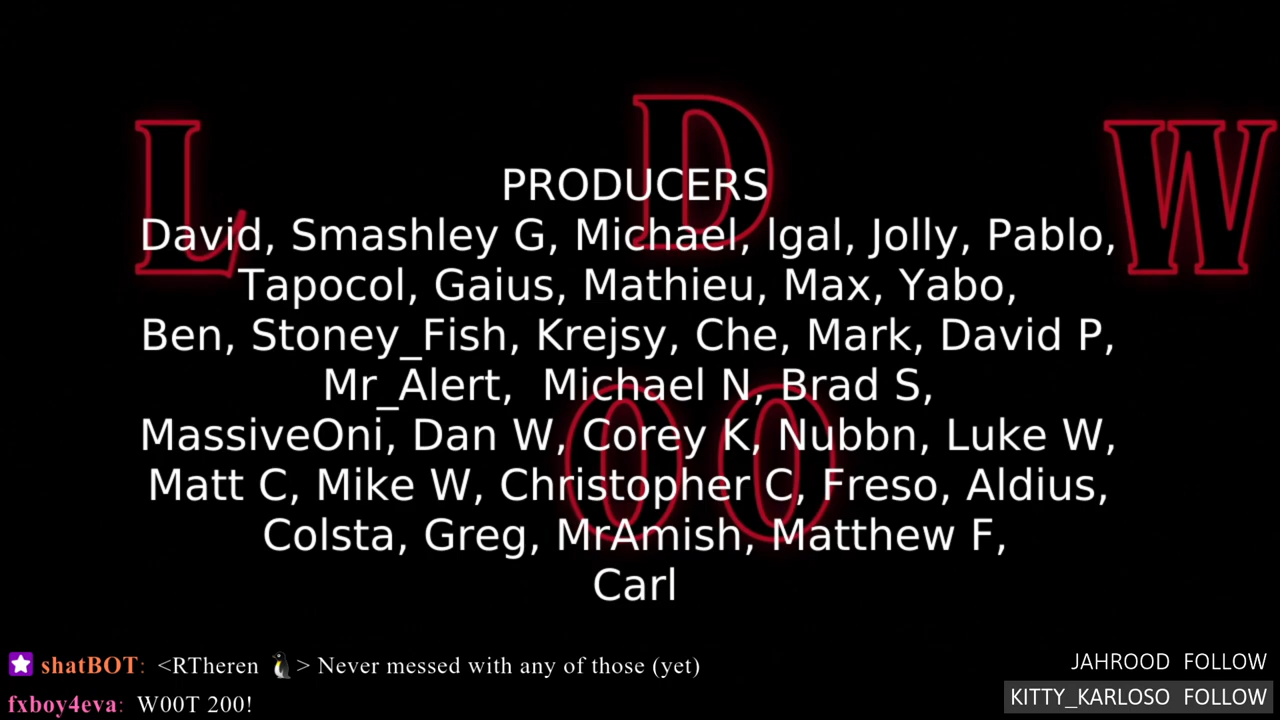 L D W
PRODUCERS
David, Smashley G, Michael, lgal, Jolly, Pablo,
Tapocol, Gaius, Mathieu, Max, Yabo,
Ben, Stoney_Fish, Krejsy, Che, Mark, David P,
Mr_Alert,  Michael N, Brad S,
MassiveOni, Dan W, Corey K, Nubbn, Luke W,
Matt C, Mike W, Christopher C, Freso, Aldius,
Colsta, Greg, MrAmish, Matthew F,
Carl
00
shatBOT: <RTheren 🐧> Never messed with any of those (yet)
fxboy4eva: W00T 200!
JAHROOD FOLLOW
KITTY_KARLOSO FOLLOW